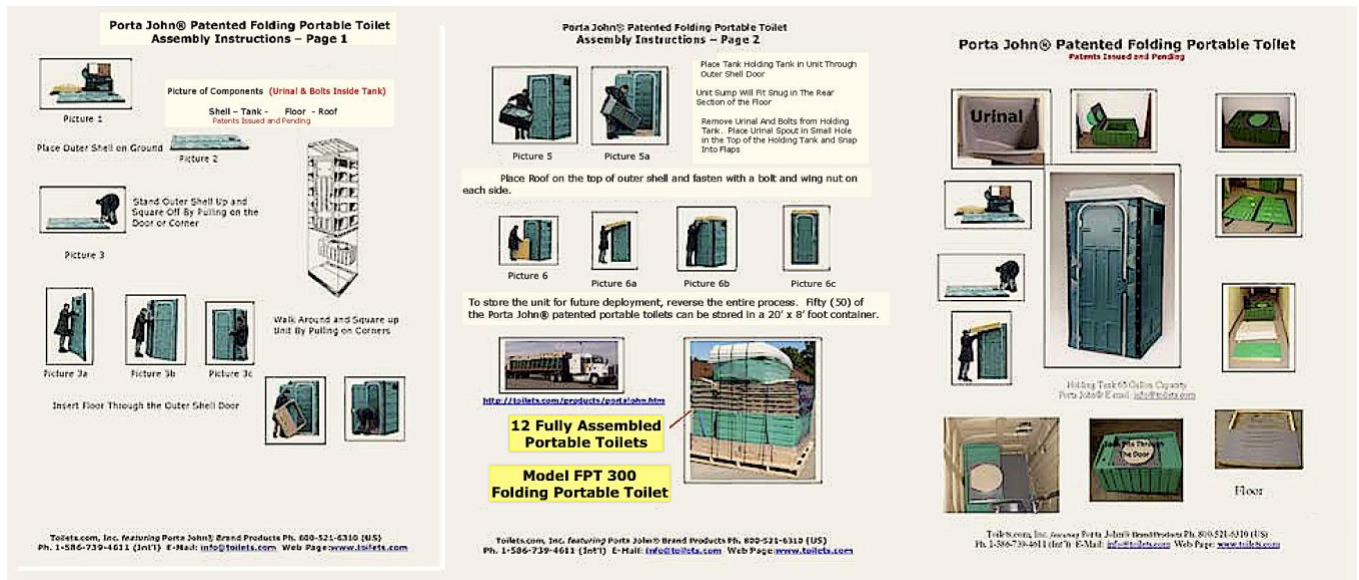 Porta John® Patented Folding Portable Toilet
Assembly Instructions – Page 1
Picture 1
Picture of Components (Urinal & Bolts Inside Tank)
Shell – Tank - Floor - Roof
Patents Issued and Pending
Place Outer Shell on Ground
Picture 2
Stand Outer Shell Up and
Square Off By Pulling on the
Door or Corner
Picture 3
Walk Around and Square up
Unit By Pulling on Corners
Picture 3a
Picture 3b
Picture 3c
Insert Floor Through the Outer Shell Door
Toilets.com, Inc. featuring Porta John® Brand Products Ph. 800-521-6310 (US)
Ph. 1-586-739-4611 (Int'l) E-Mail: info@toilets.com Web Page:www.toilets.com
Porta John® Patented Folding Portable Toilet
Assembly Instructions – Page 2
Place Tank Holding Tank in Unit Through
Outer Shell Door
Unit Sump Will Fit Snug in The Rear
Section of the Floor
Remove Urinal And Bolts from Holding
Tank. Place Urinal Spout in Small Hole
in the Top of the Holding Tank and Snap
Into Flaps
Picture 5
Picture 5a
Place Roof on the top of outer shell and fasten with a bolt and wing nut on
each side.
Picture 6
Picture 6a
Picture 6b
Picture 6c
To store the unit for future deployment, reverse the entire process. Fifty (50) of
the Porta John® patented portable toilets can be stored in a 20' x 8' foot container.
http://toilets.com/products/portajohn.htm
12 Fully Assembled
Portable Toilets
Model FPT 300
Folding Portable Toilet
Toilets.com, Inc. featuring Porta John® Brand Products Ph. 800-521-6310 (US)
Ph. 1-586-739-4611 (Int'l) E-Mail: info@toilets.com Web Page:www.toilets.com
Porta John® Patented Folding Portable Toilet
Patents Issued and Pending
Urinal
Holding Tank 65 Gallon Capacity
Porta John® E-mail: info@toilets.com
Tank Fits Through
The Door
Floor
Toilets.com, Inc. featuring Porta John® Brand Products Ph. 800-521-6310 (US)
Ph. 1-586-739-4611 (Int'l) E-Mail: info@toilets.com Web Page: www.toilets.com